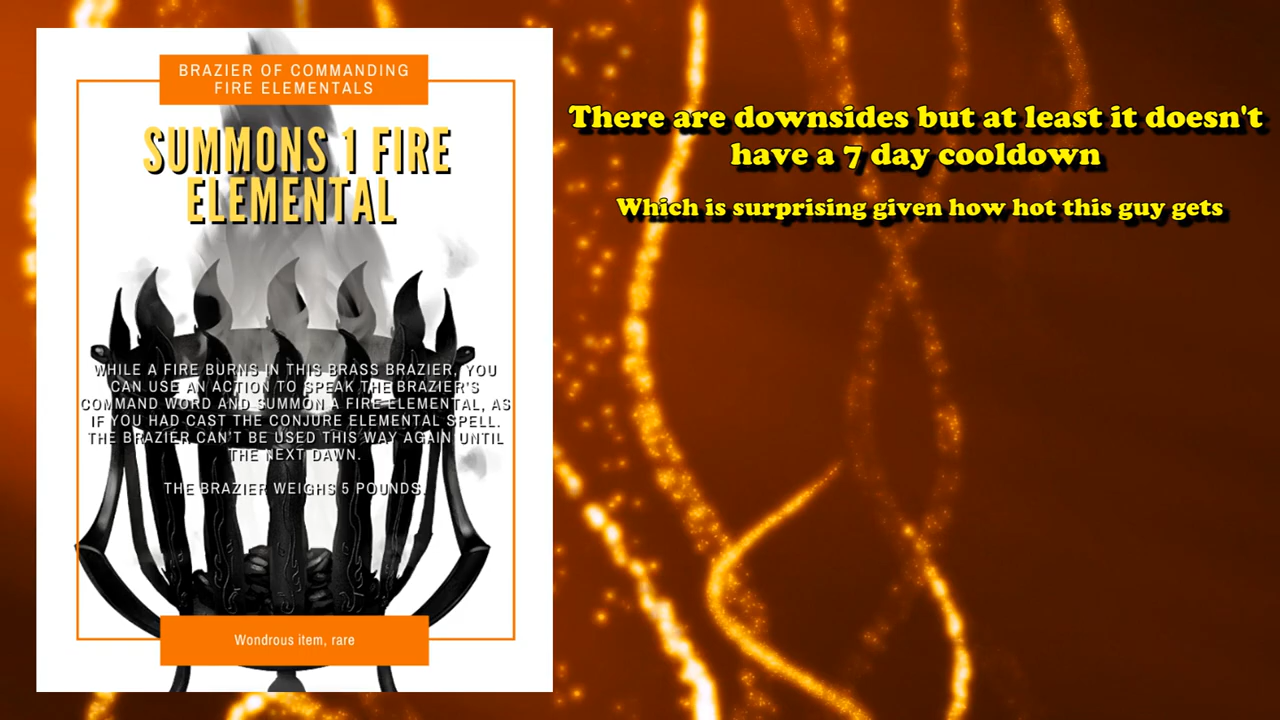 BRAZIER OF COMMANDING
FIRE ELEMENTALS
SUMMONS 1 FIRE
ELEMENTAL
WHILE A FIRE BURNS IN THIS BRASS BRAZIER, YOU
CAN USE AN ACTION TO SPEAK THE BRAZIER'S
COMMAND WORD AND SUMMON A FIRE ELEMENTAL, AS
IF YOU HAD CAST THE CONJURE ELEMENTAL SPELL.
THE BRAZIER CAN'T BE USED THIS WAY AGAIN UNTIL
THE NEXT DAWN.
THE BRAZIER WEIGHS 5 POUNDS.
Wondrous item, rare
There are downsides but at least it doesn't
have a 7 day cooldown
Which is surprising given how hot this guy gets